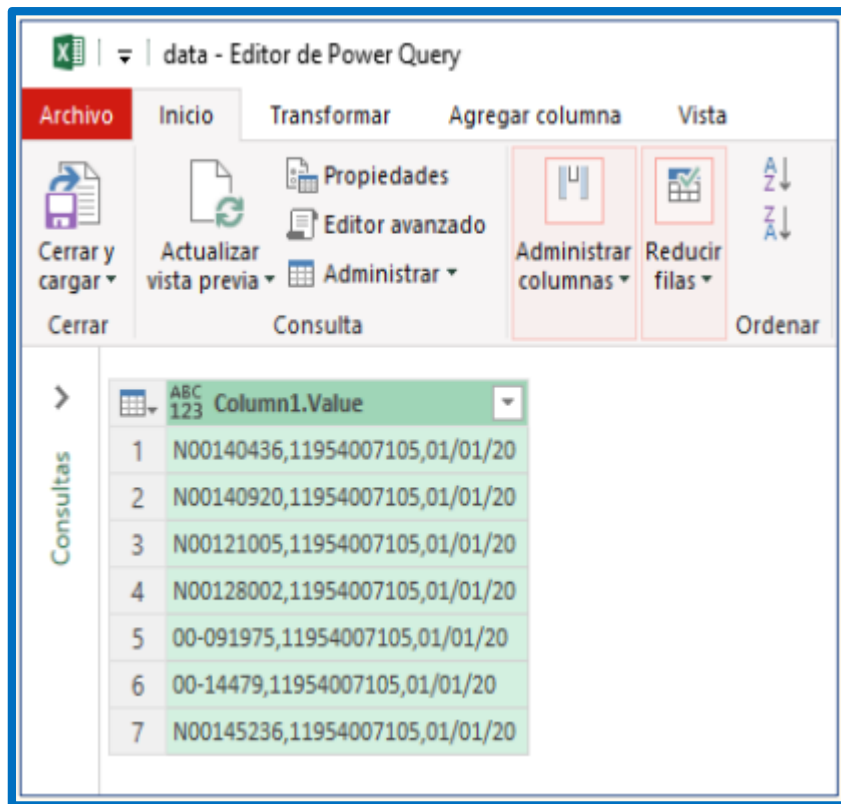 data - Editor de Power Query
Archivo Inicio Transformar Agregar columna Vista
Cerrar y cargar
Actualizar vista previa
Propiedades
Editor avanzado
Administrar
Administrar columnas
Reducir filas
A Z
Z A
Cerrar Consulta Ordenar
Consultas
ABC 123 Column1.Value
1 N00140436,11954007105,01/01/20
2 N00140920,11954007105,01/01/20
3 N00121005,11954007105,01/01/20
4 N00128002,11954007105,01/01/20
5 00-091975,11954007105,01/01/20
6 00-14479,11954007105,01/01/20
7 N00145236,11954007105,01/01/20